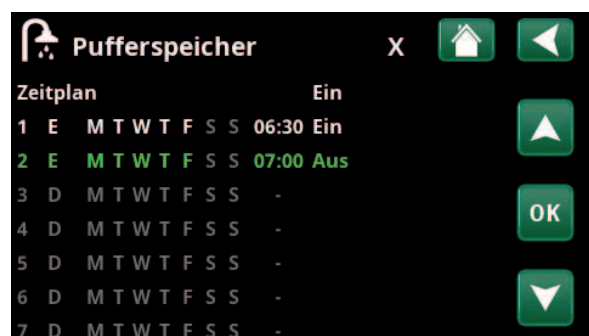 Pufferspeicher X
Zeitplan Ein
1 E M T W T F S S 06:30 Ein
2 E M T W T F S S 07:00 Aus
3 D M T W T F S S -
4 D M T W T F S S -
OK
5 D M T W T F S S -
6 D M T W T F S S -
7 D M T W T F S S -